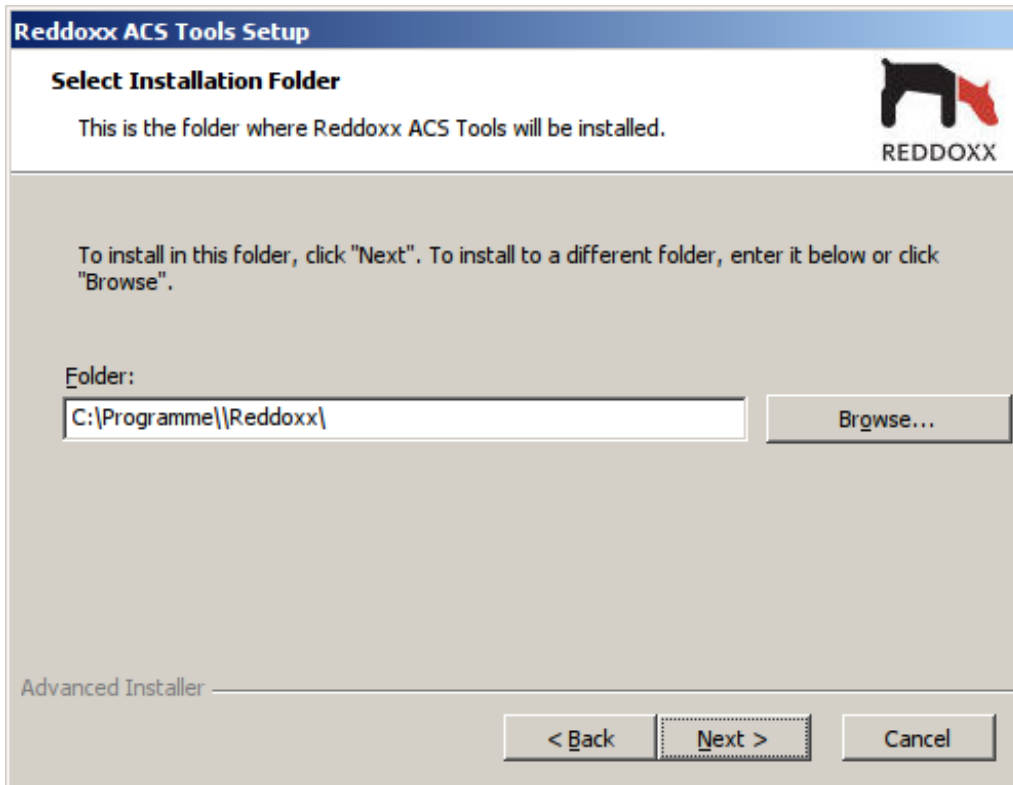 Reddoxx ACS Tools Setup
Select Installation Folder
This is the folder where Reddoxx ACS Tools will be installed.
REDDOXX
To install in this folder, click "Next". To install to a different folder, enter it below or click
"Browse".
Folder:
C:\Programme\\Reddoxx\
Browse...
Advanced Installer
< Back
Next >
Cancel